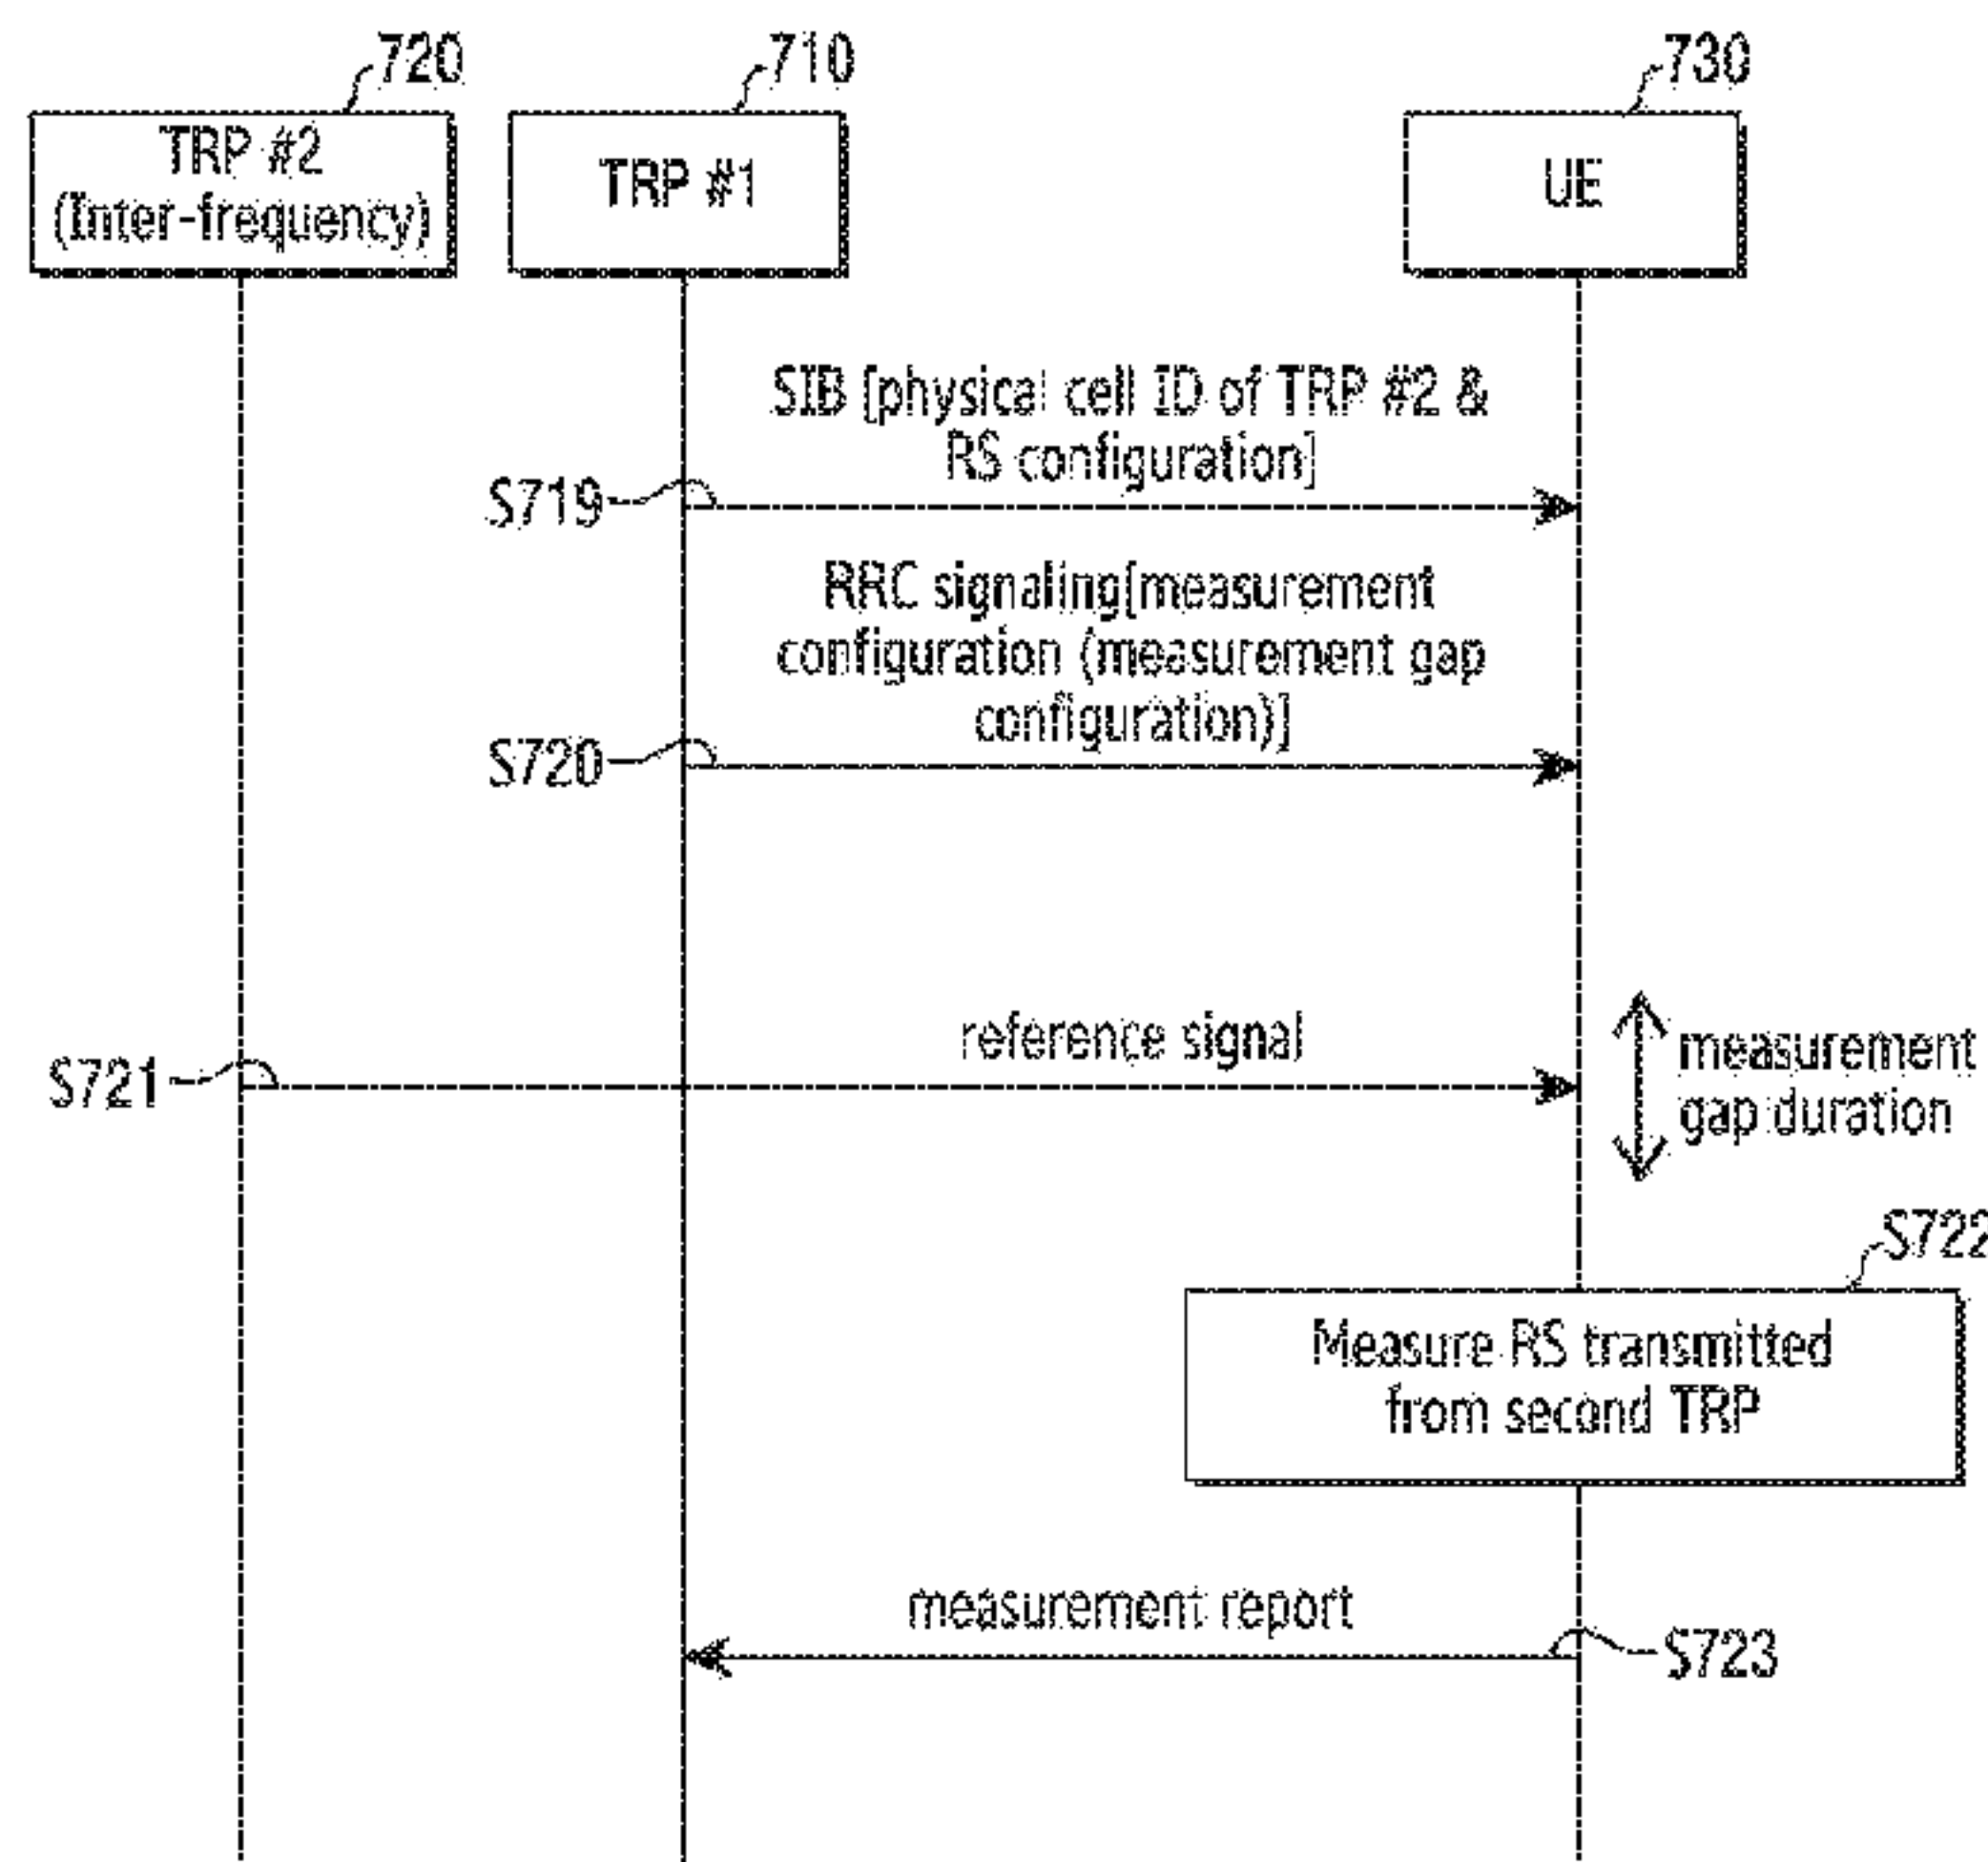 720
710
730
TRP #2
(Inter-frequency)
TRP #1
UE
SIB [physical cell ID of TRP #2 &
RS configuration]
S719
RRC signaling[measurement
configuration (measurement gap
configuration)]
S720
reference signal
S721
measurement
gap duration
S722
Measure RS transmitted
from second TRP
measurement report
S723